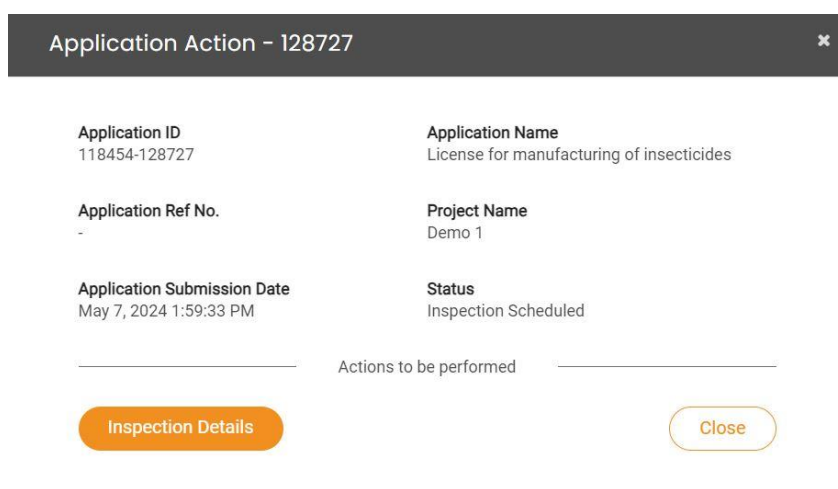 Application Action - 128727
✖
Application ID
118454-128727
Application Name
License for manufacturing of insecticides
Application Ref No.
-
Project Name
Demo 1
Application Submission Date
May 7, 2024 1:59:33 PM
Status
Inspection Scheduled
Actions to be performed
Inspection Details
Close